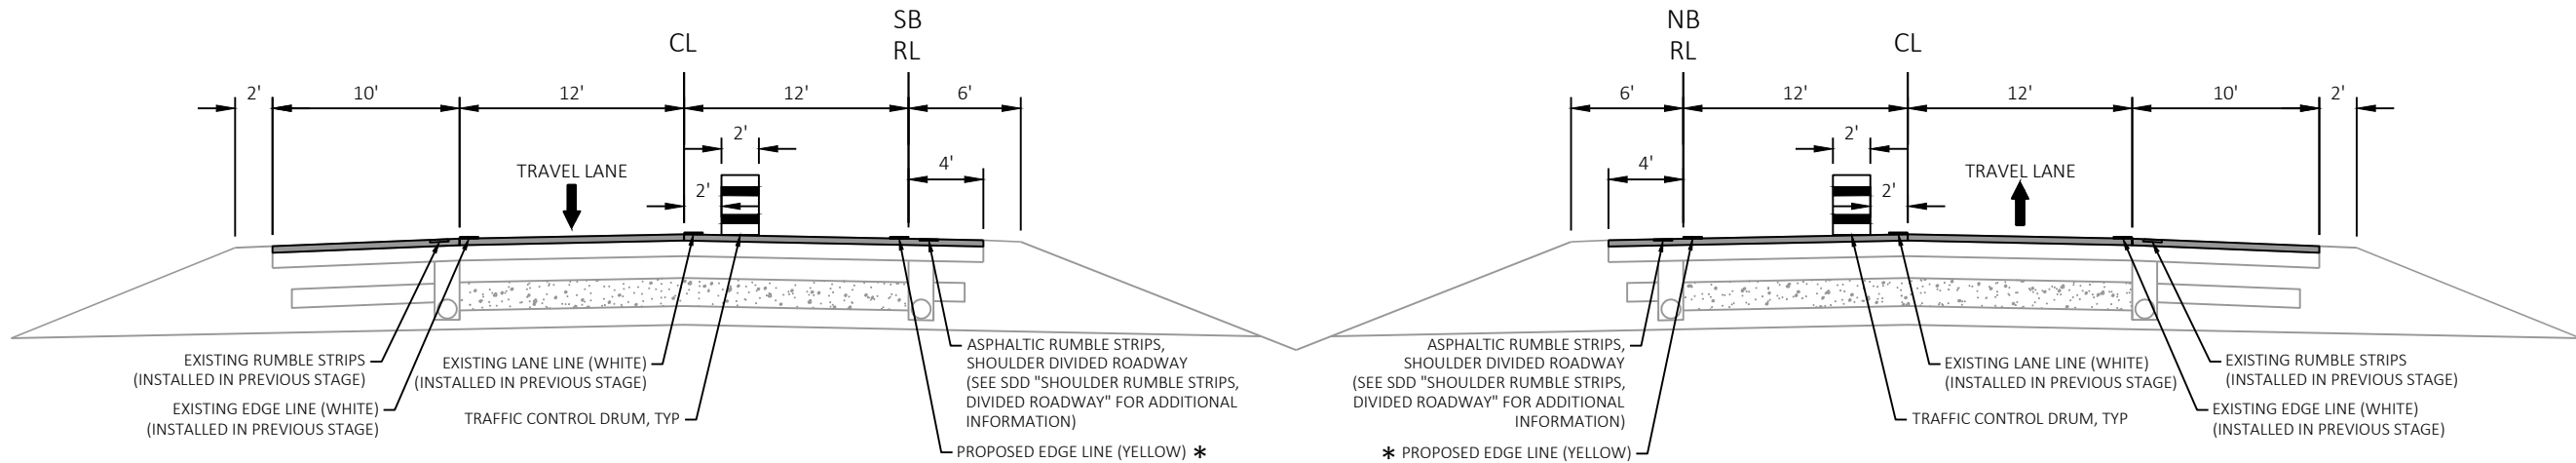 SB
RL
CL
2'
10'
12'
12'
6'
2'
4'
2'
TRAVEL LANE
EXISTING RUMBLE STRIPS
(INSTALLED IN PREVIOUS STAGE)
EXISTING EDGE LINE (WHITE)
(INSTALLED IN PREVIOUS STAGE)
EXISTING LANE LINE (WHITE)
(INSTALLED IN PREVIOUS STAGE)
TRAFFIC CONTROL DRUM, TYP
ASPHALTIC RUMBLE STRIPS,
SHOULDER DIVIDED ROADWAY
(SEE SDD "SHOULDER RUMBLE STRIPS,
DIVIDED ROADWAY" FOR ADDITIONAL
INFORMATION)
PROPOSED EDGE LINE (YELLOW) *
NB
RL
CL
6'
12'
12'
10'
2'
2'
4'
2'
TRAVEL LANE
ASPHALTIC RUMBLE STRIPS,
SHOULDER DIVIDED ROADWAY
(SEE SDD "SHOULDER RUMBLE STRIPS,
DIVIDED ROADWAY" FOR ADDITIONAL
INFORMATION)
* PROPOSED EDGE LINE (YELLOW)
EXISTING LANE LINE (WHITE)
(INSTALLED IN PREVIOUS STAGE)
TRAFFIC CONTROL DRUM, TYP
EXISTING RUMBLE STRIPS
(INSTALLED IN PREVIOUS STAGE)
EXISTING EDGE LINE (WHITE)
(INSTALLED IN PREVIOUS STAGE)